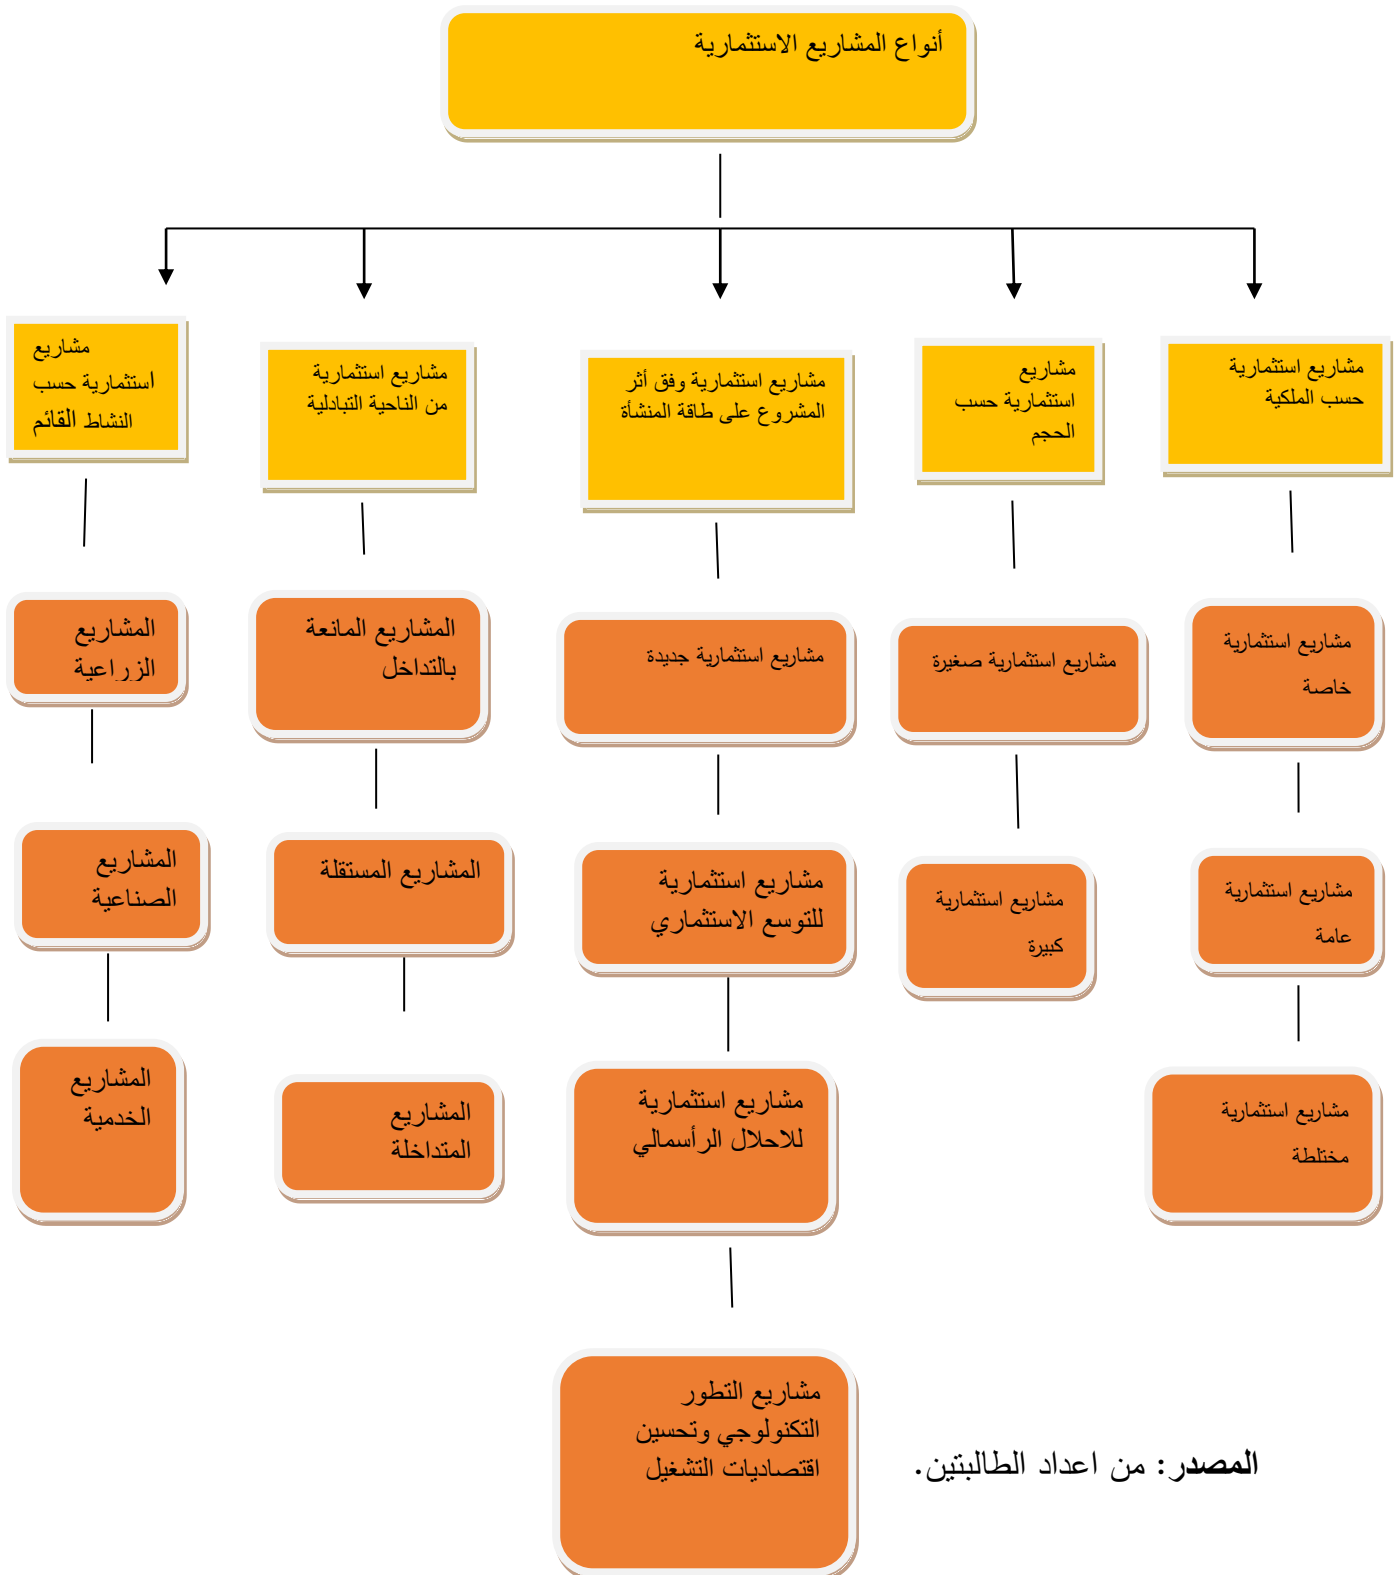 أنواع المشاريع الاستثمارية
مشاريع استثمارية
حسب الملكية
مشاريع
استثمارية حسب
الحجم
مشاريع استثمارية وفق أثر
المشروع على طاقة المنشأة
مشاريع استثمارية
من الناحية التبادلية
مشاريع
استثمارية حسب
النشاط القائم
مشاريع استثمارية
خاصة
مشاريع استثمارية صغيرة
مشاريع استثمارية جديدة
المشاريع المانعة
بالتداخل
المشاريع
الزراعية
مشاريع استثمارية
عامة
مشاريع استثمارية
كبيرة
مشاريع استثمارية
للتوسع الاستثماري
المشاريع المستقلة
المشاريع
الصناعية
مشاريع استثمارية
مختلطة
مشاريع استثمارية
للاحلال الرأسمالي
المشاريع
المتداخلة
المشاريع
الخدمية
مشاريع التطور
التكنولوجي وتحسين
اقتصاديات التشغيل
المصدر: من اعداد الطالبتين.